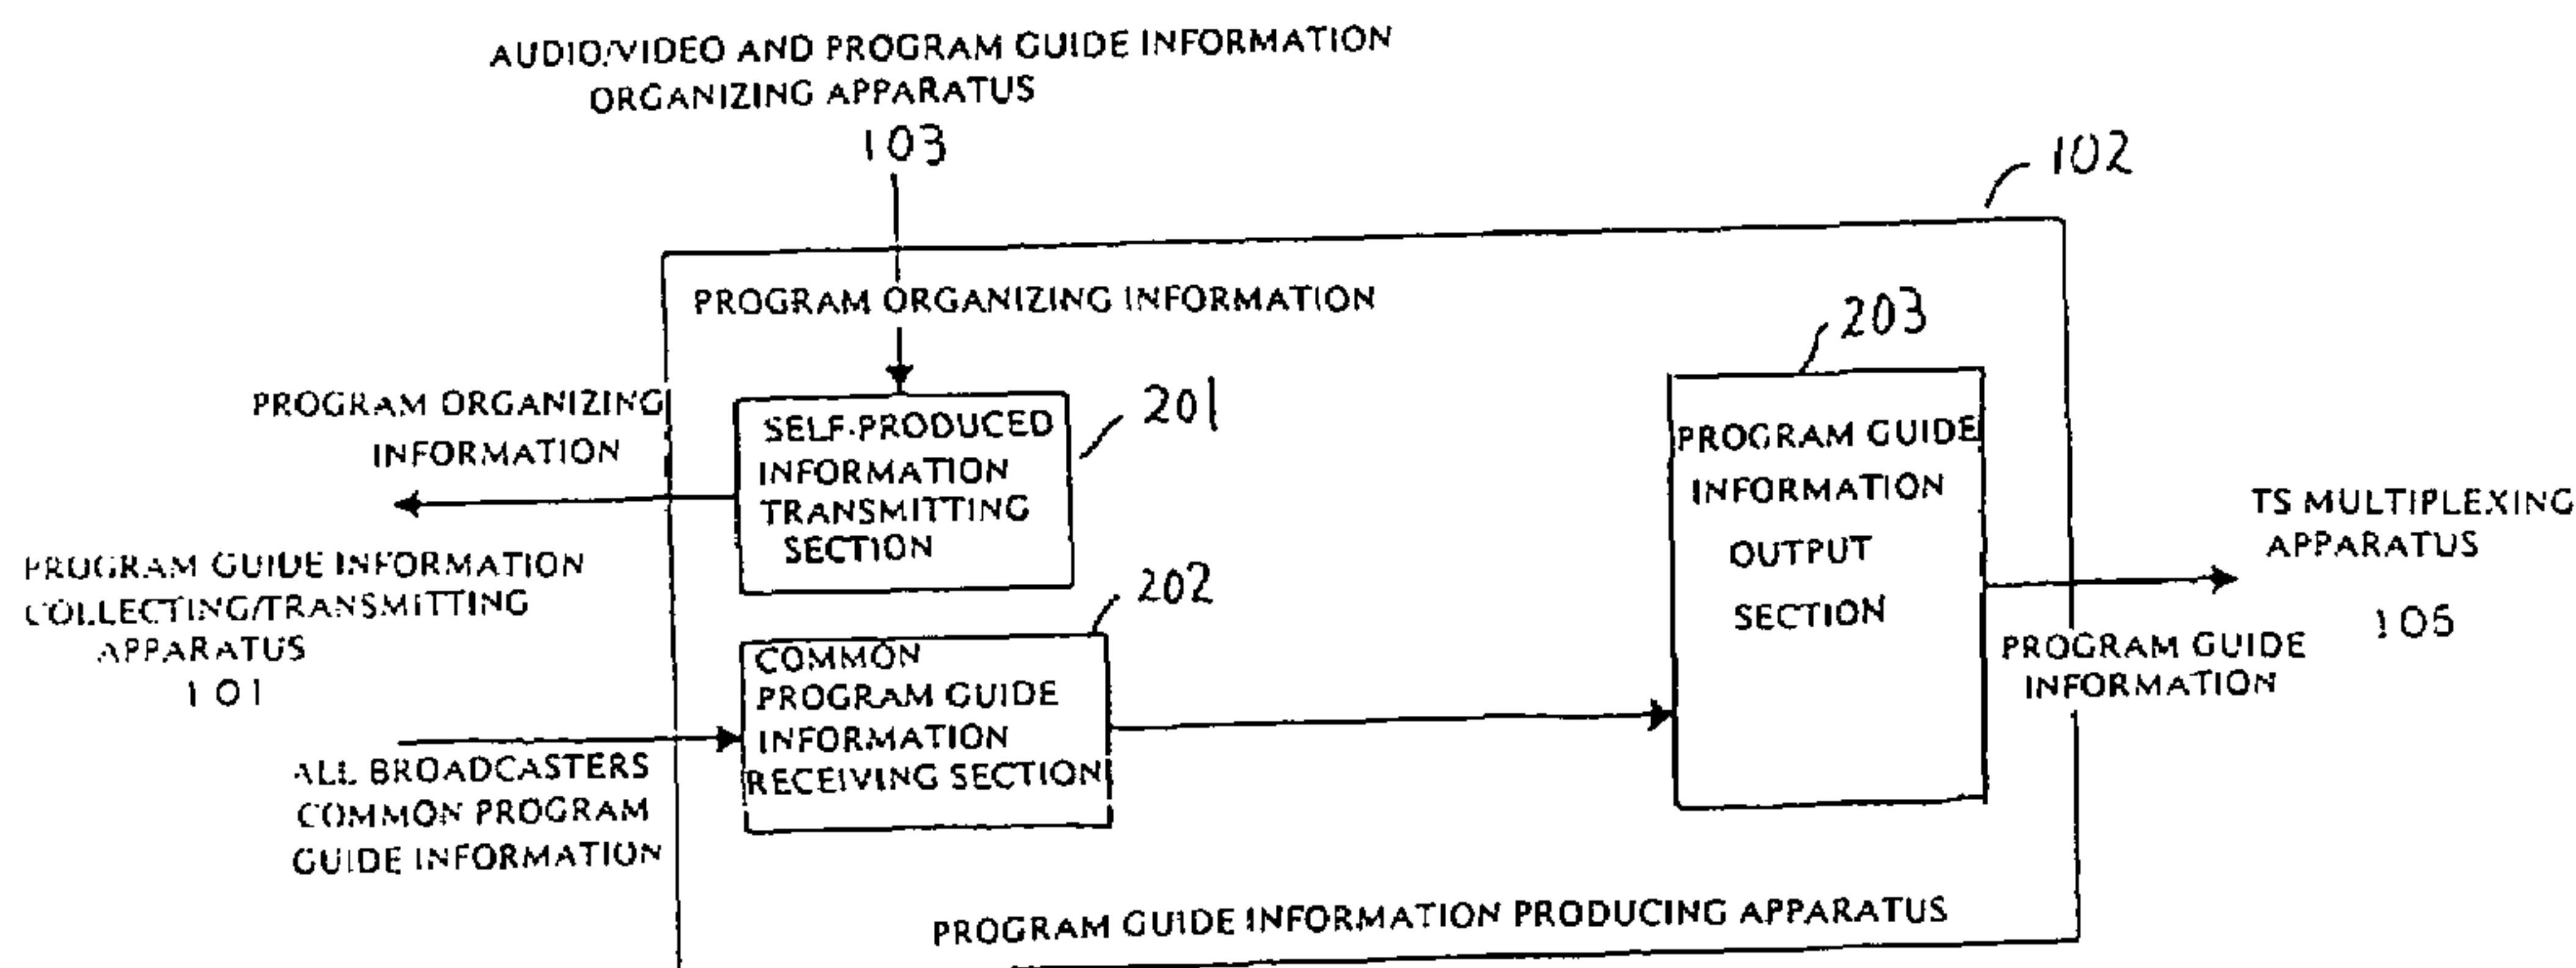 AUDIO/VIDEO AND PROGRAM GUIDE INFORMATION
ORGANIZING APPARATUS
103
102
PROGRAM ORGANIZING INFORMATION
203
PROGRAM ORGANIZING
INFORMATION
SELF-PRODUCED
INFORMATION
TRANSMITTING
SECTION
201
PROGRAM GUIDE
INFORMATION
OUTPUT
SECTION
TS MULTIPLEXING
APPARATUS
105
PROGRAM GUIDE INFORMATION
COLLECTING/TRANSMITTING
APPARATUS
101
202
COMMON
PROGRAM GUIDE
INFORMATION
RECEIVING SECTION
PROGRAM GUIDE
INFORMATION
ALL BROADCASTERS
COMMON PROGRAM
GUIDE INFORMATION
PROGRAM GUIDE INFORMATION PRODUCING APPARATUS